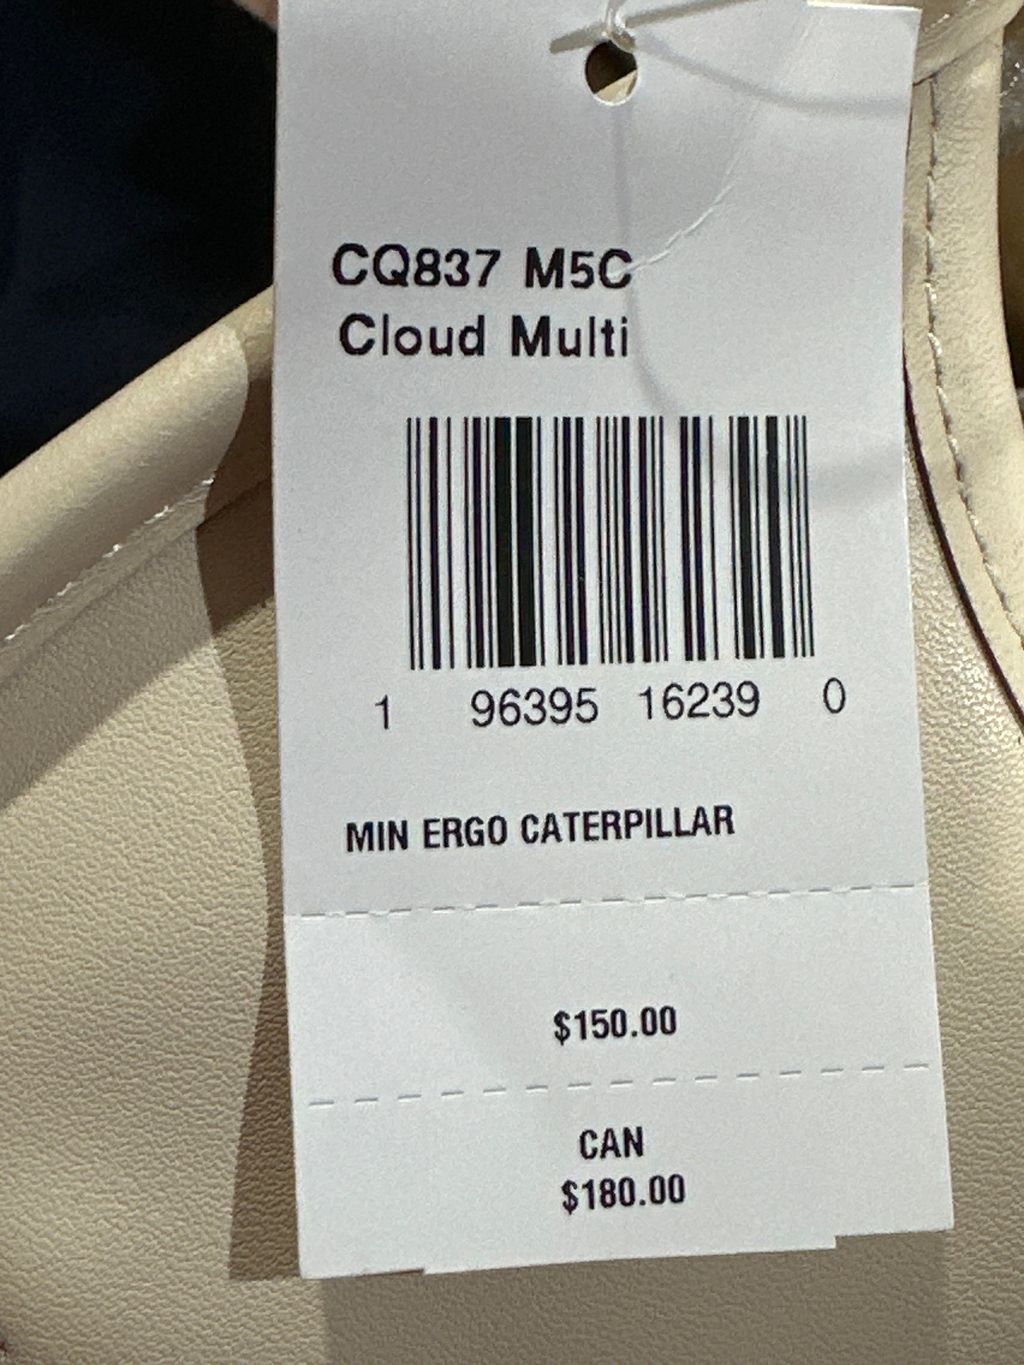 CQ837 M5C
Cloud Multi
1 96395 16239 0
MIN ERGO CATERPILLAR
$150.00
CAN
$180.00